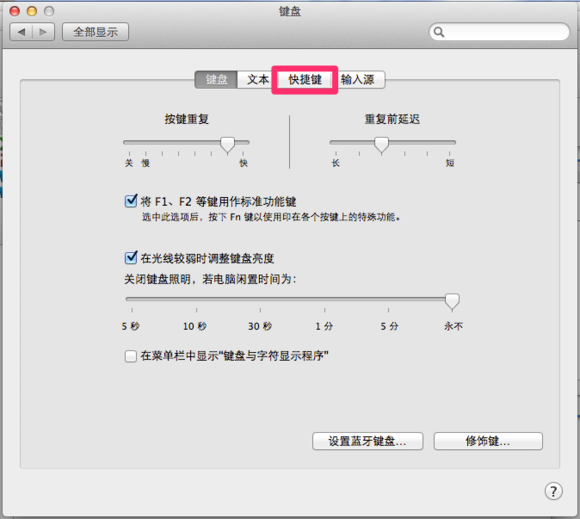 键盘
全部显示
键盘 文本 快捷键 输入源
按键重复 重复前延迟
关 慢 快 长 短
将 F1、F2 等键用作标准功能键
选中此选项后，按下 Fn 键以使用印在各个按键上的特殊功能。
在光线较弱时调整键盘亮度
关闭键盘照明，若电脑闲置时间为：
5 秒 10 秒 30 秒 1 分 5 分 永不
在菜单栏中显示“键盘与字符显示程序”
设置蓝牙键盘... 修饰键...
?